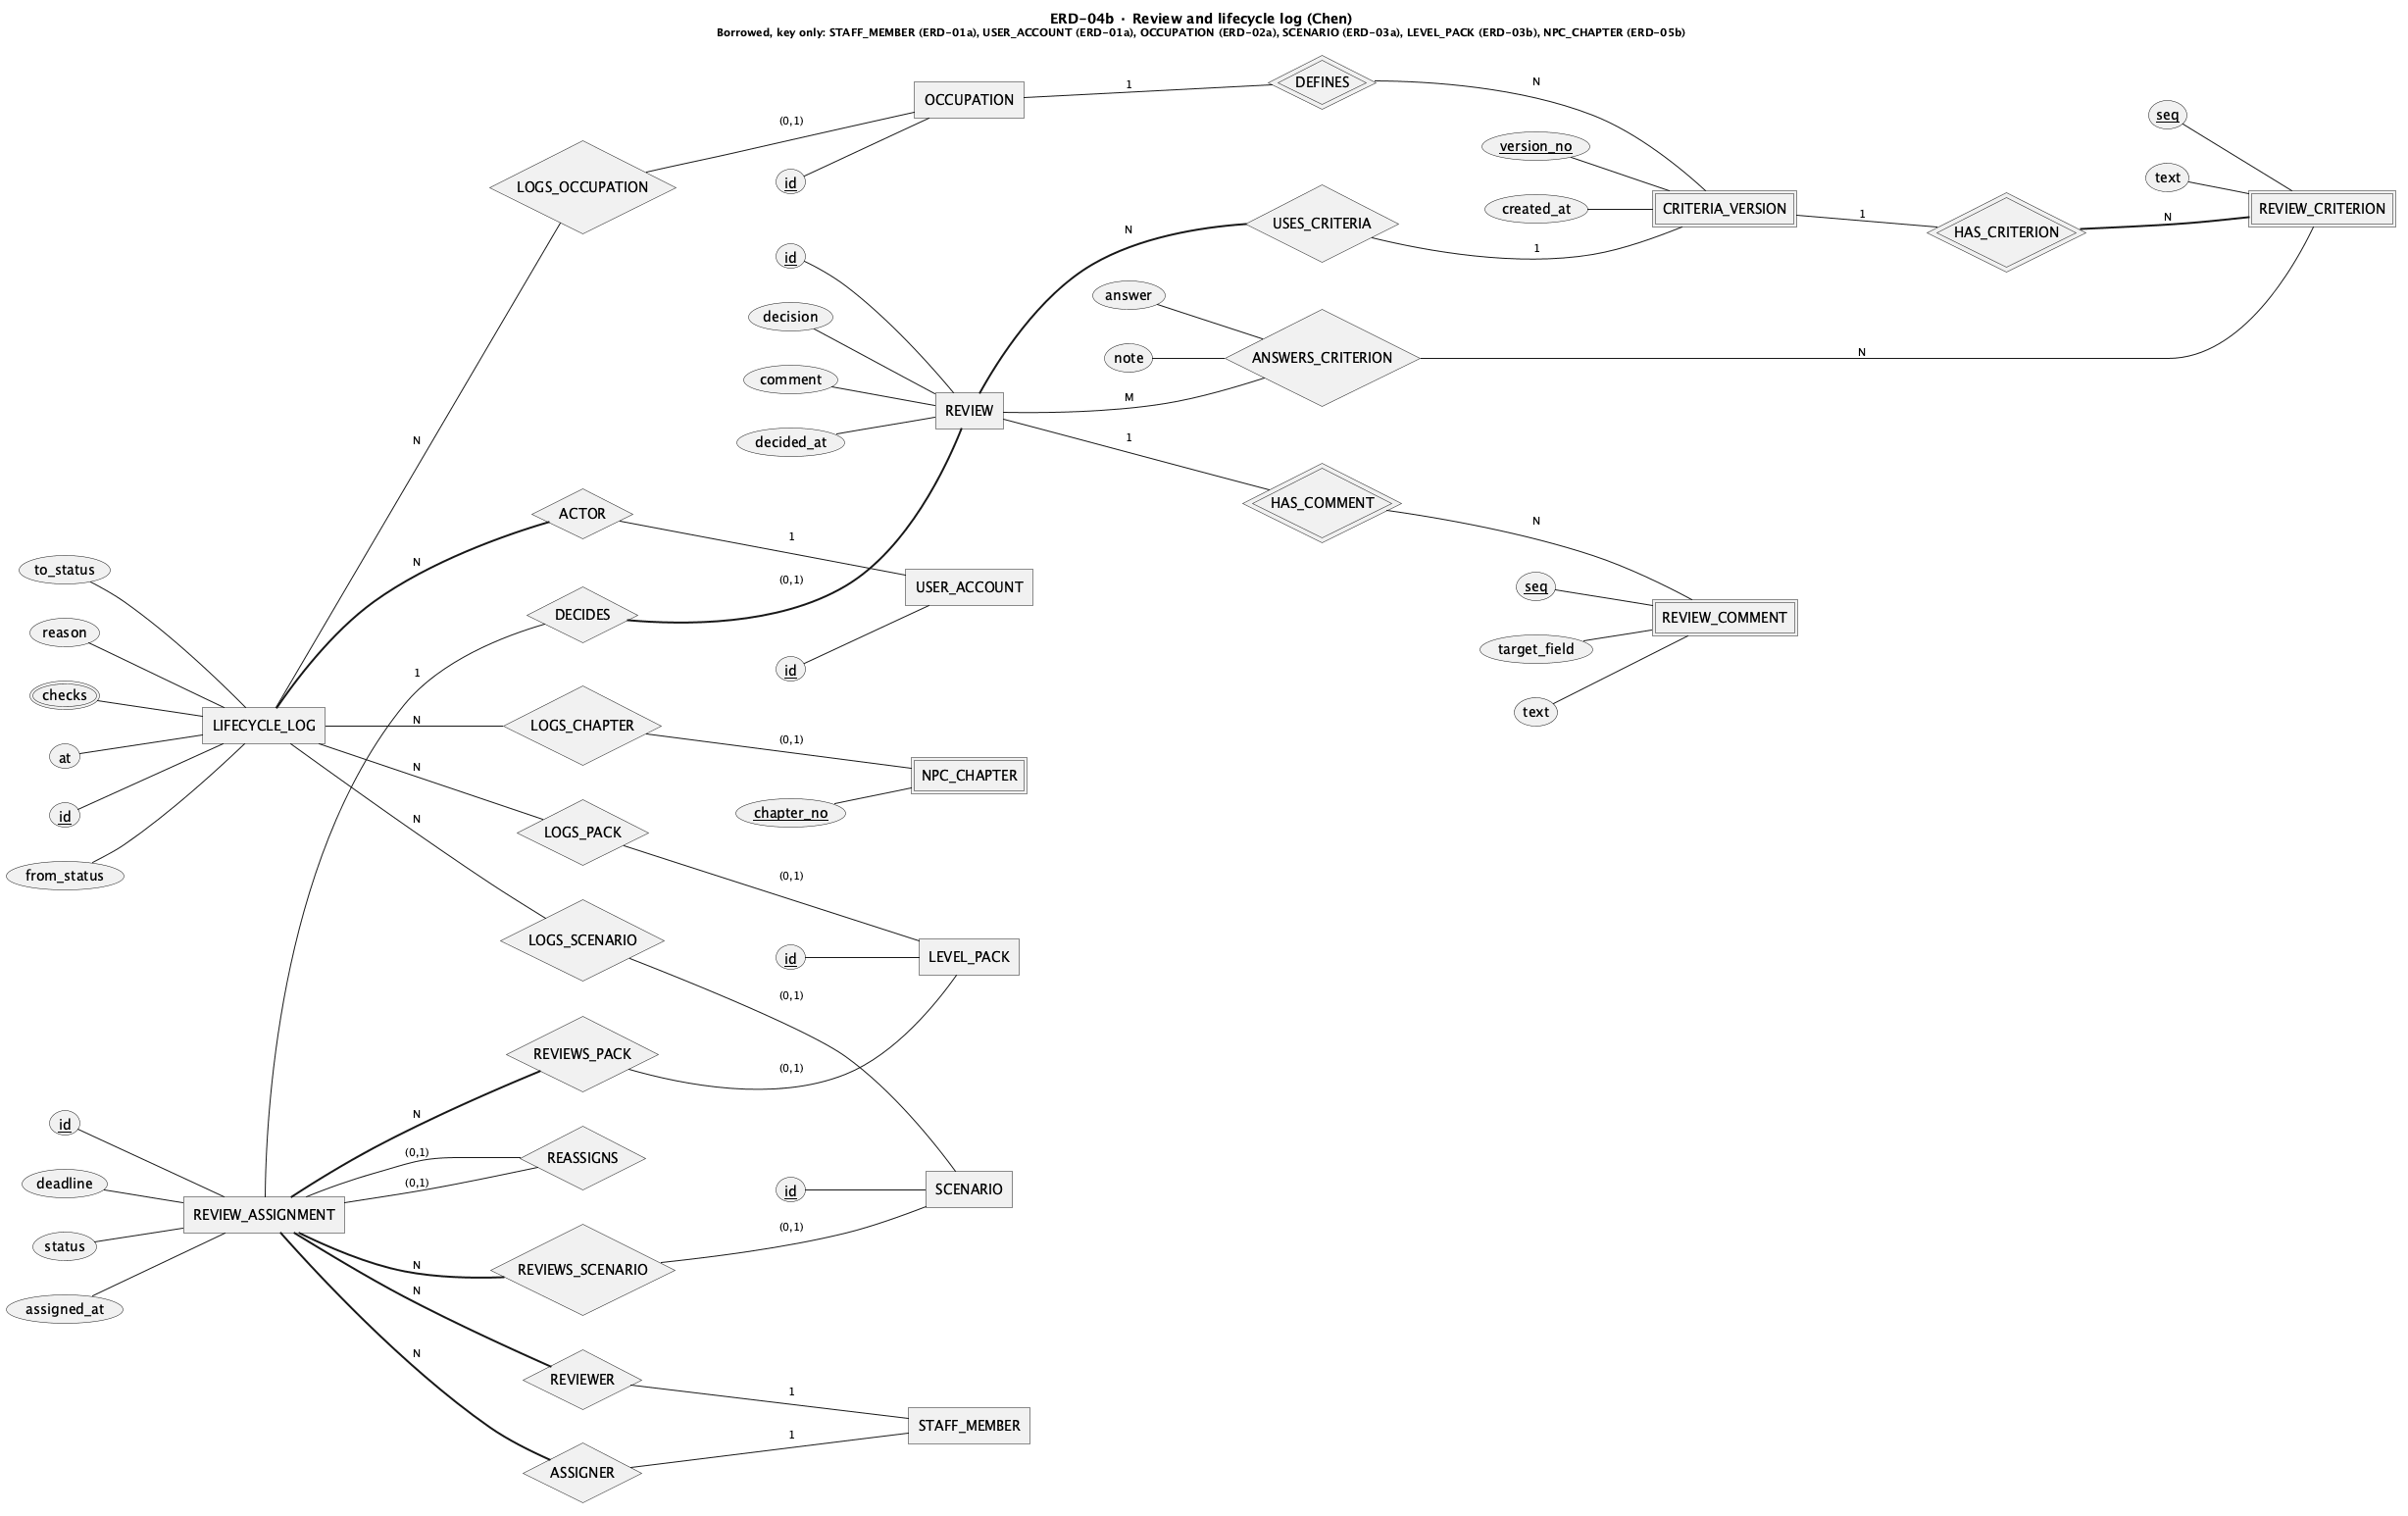 ERD-04b · Review and lifecycle log (Chen)
Borrowed, key only: STAFF_MEMBER (ERD-01a), USER_ACCOUNT (ERD-01a), OCCUPATION (ERD-02a), SCENARIO (ERD-03a), LEVEL_PACK (ERD-03b), NPC_CHAPTER (ERD-05b)
OCCUPATION
1
DEFINES
N
(0,1)
id
LOGS_OCCUPATION
N
version_no
created_at
CRITERIA_VERSION
1
HAS_CRITERION
N
seq
text
REVIEW_CRITERION
USES_CRITERIA
N
1
id
decision
comment
decided_at
REVIEW
answer
note
ANSWERS_CRITERION
M
N
1
HAS_COMMENT
N
seq
target_field
text
REVIEW_COMMENT
ACTOR
N
1
USER_ACCOUNT
id
DECIDES
(0,1)
1
to_status
reason
checks
at
id
from_status
LIFECYCLE_LOG
N
LOGS_CHAPTER
(0,1)
NPC_CHAPTER
chapter_no
N
LOGS_PACK
(0,1)
LEVEL_PACK
id
N
LOGS_SCENARIO
(0,1)
REVIEWS_PACK
N
(0,1)
id
deadline
status
assigned_at
REVIEW_ASSIGNMENT
(0,1)
(0,1)
REASSIGNS
SCENARIO
id
N
REVIEWS_SCENARIO
(0,1)
N
REVIEWER
1
STAFF_MEMBER
N
ASSIGNER
1